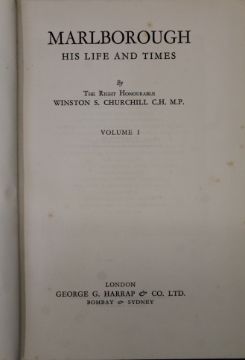 MARLBOROUGH
HIS LIFE AND TIMES
By
THE RIGHT HONOURABLE
WINSTON S. CHURCHILL C.H. M.P.
VOLUME I
LONDON
GEORGE G. HARRAP & CO. LTD.
BOMBAY & SYDNEY